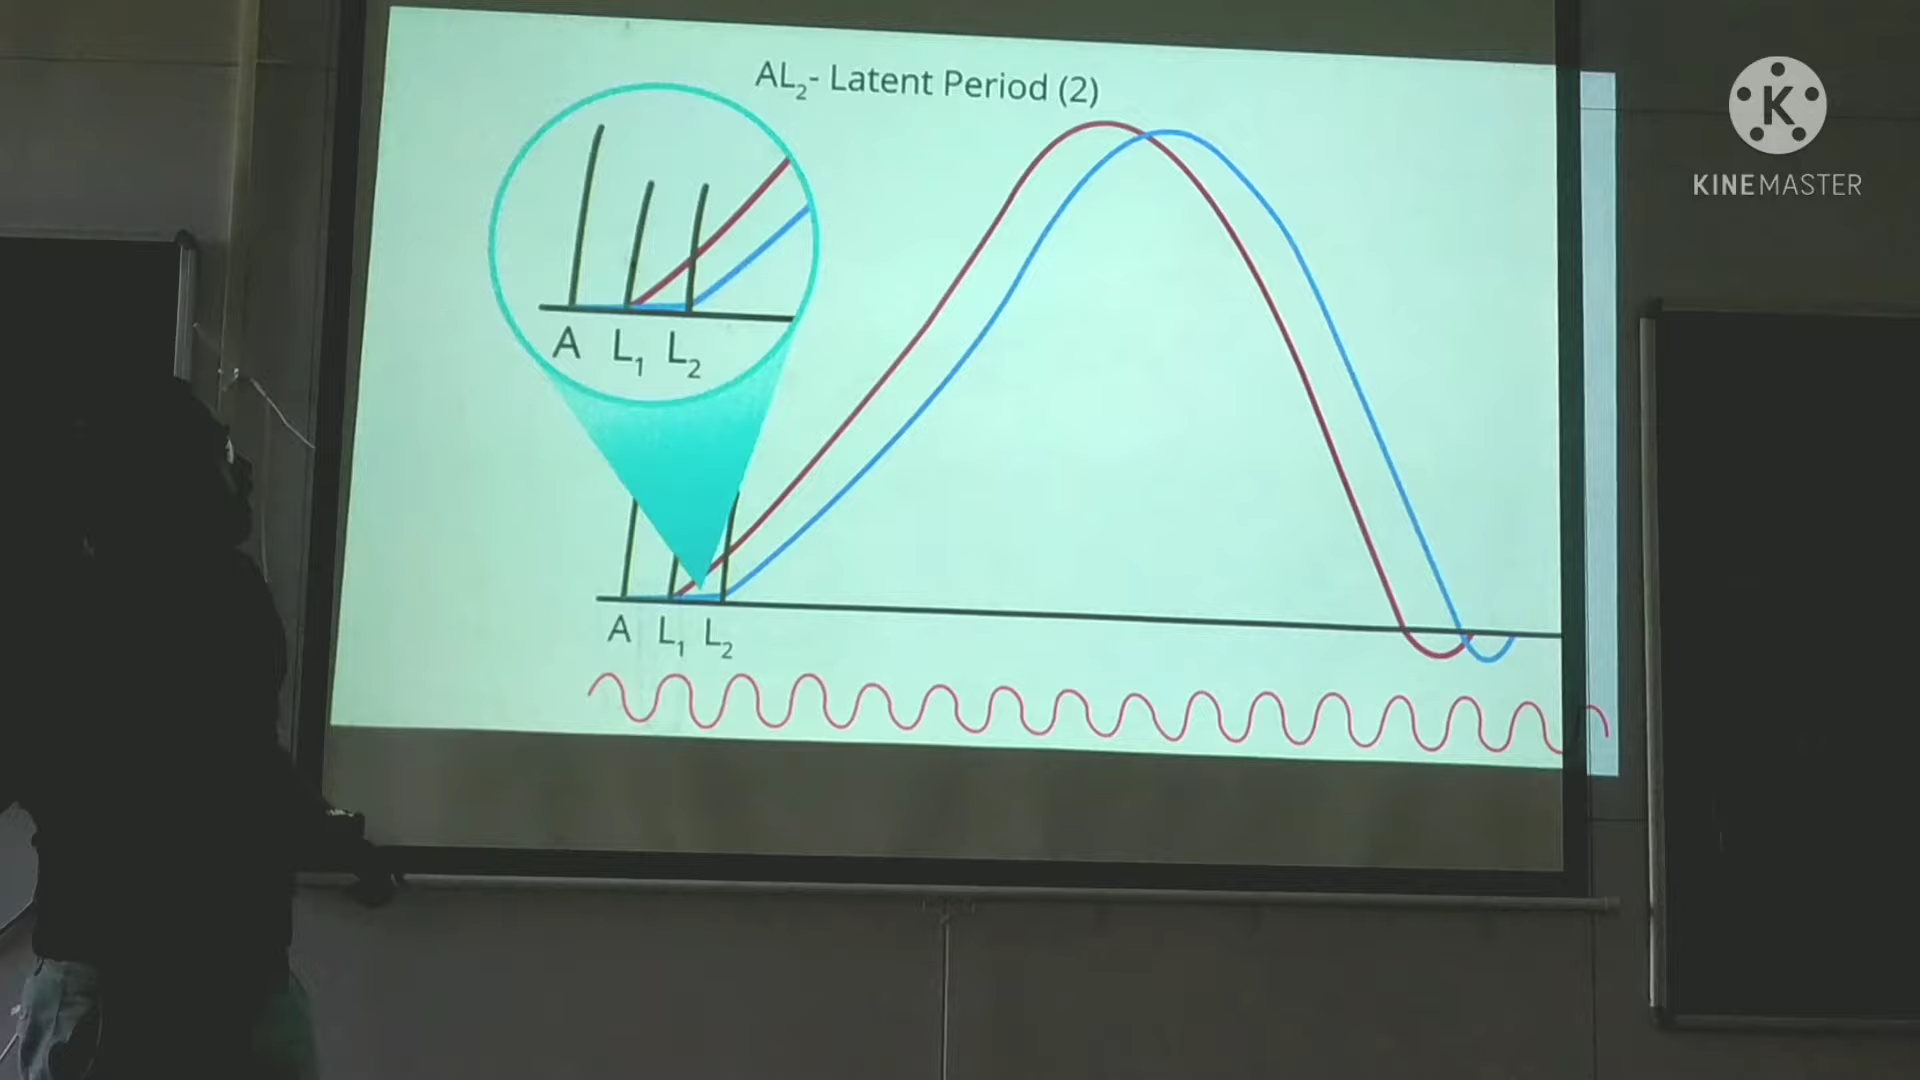 AL₂- Latent Period (2)
A L₁ L₂
A L₁ L₂
K
KINEMASTER